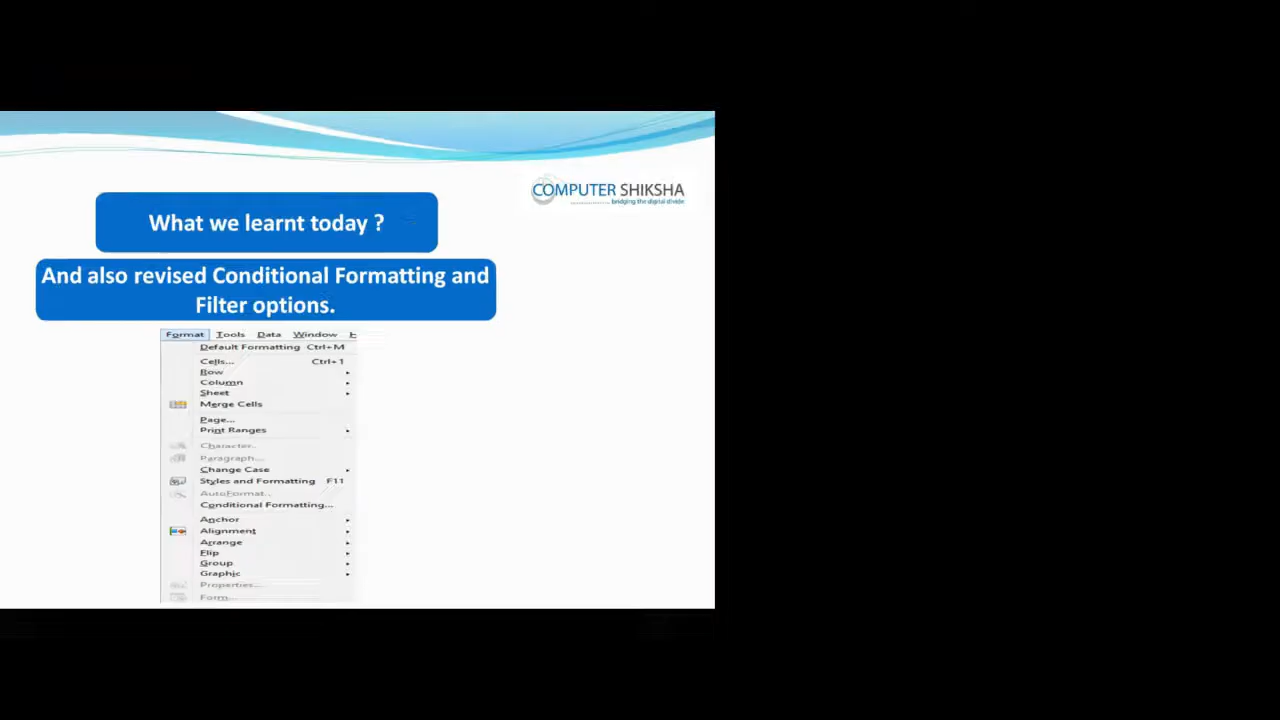 COMPUTER SHIKSHA
bridging the digital divide
What we learnt today ?
And also revised Conditional Formatting and
Filter options.
Format Tools Data Window
Default Formatting Ctrl+M
Cells... Ctrl+1
Row
Column
Sheet
Merge Cells
Page...
Print Ranges
Character...
Paragraph...
Change Case
Styles and Formatting F11
AutoFormat...
Conditional Formatting...
Anchor
Alignment
Arrange
Flip
Group
Graphic
Properties...
Form...